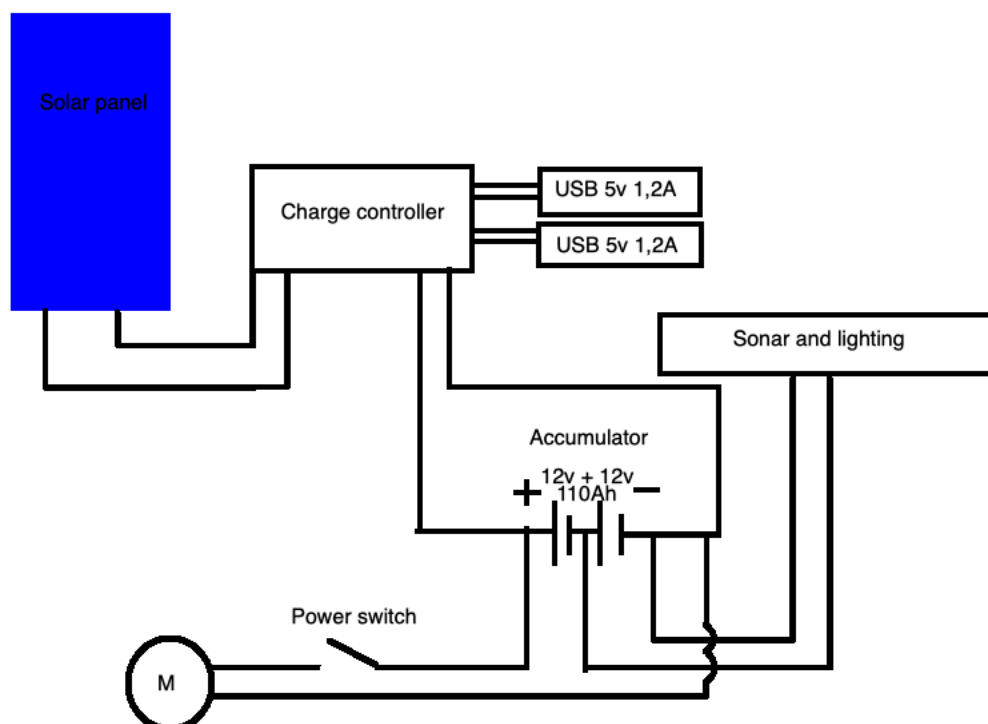 Solar panel
Charge controller
USB 5v 1,2A
USB 5v 1,2A
Sonar and lighting
Accumulator
12v + 12v
+ 110Ah −
Power switch
M